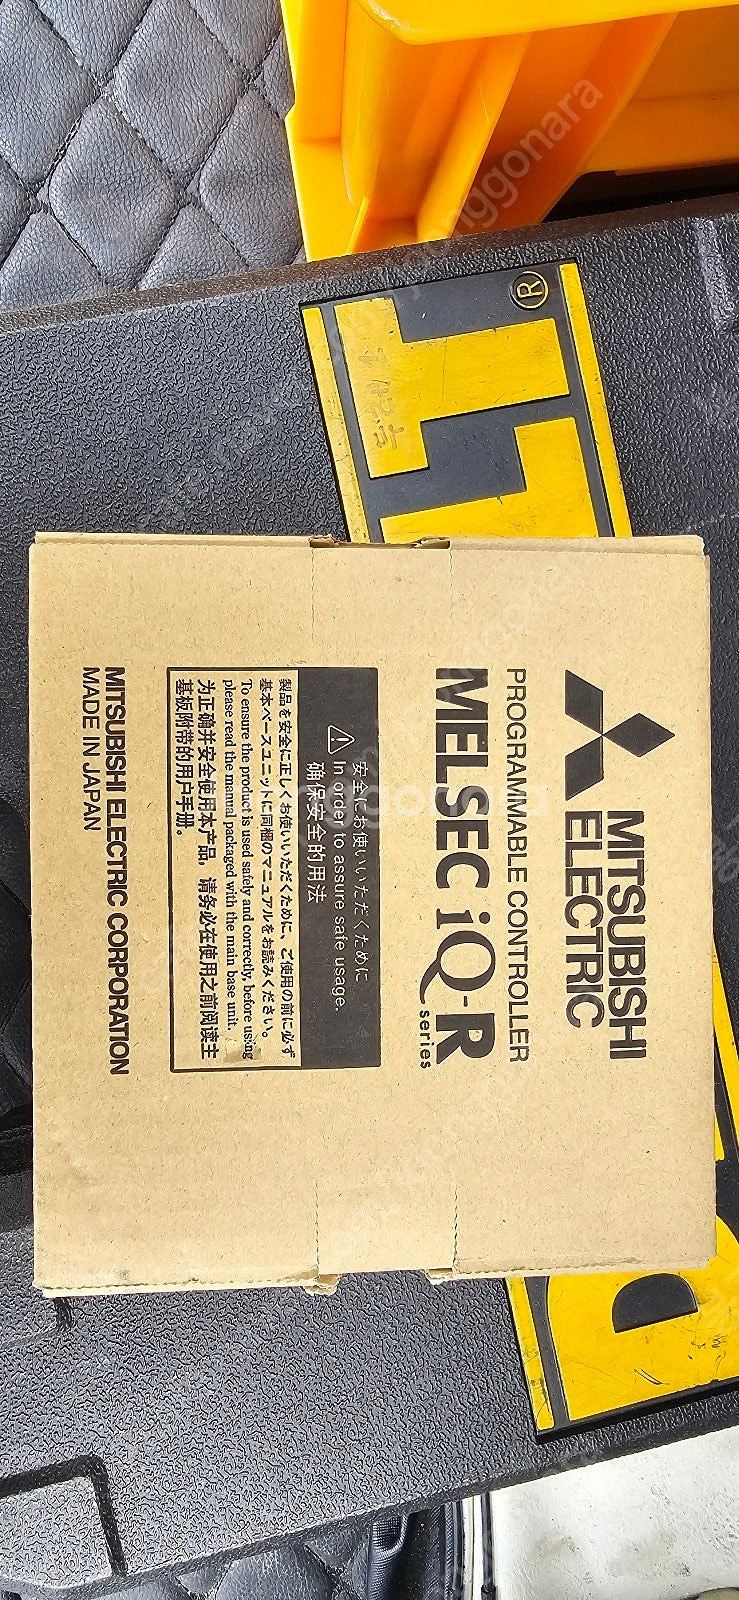 MITSUBISHI
ELECTRIC
PROGRAMMABLE CONTROLLER
MELSEC iQ-R
series
安全にお使いいただくために
In order to assure safe usage.
确保安全的用法
製品を安全に正しくお使いいただくために、ご使用の前に必ず
基本ベースユニットに同梱のマニュアルをお読みください。
To ensure the product is used safely and correctly, before using
please read the manual packaged with the main base unit.
为正确并安全使用本产品，请务必在使用之前阅读主
基板附带的用户手册。
MITSUBISHI ELECTRIC CORPORATION
MADE IN JAPAN
®
joonggonara